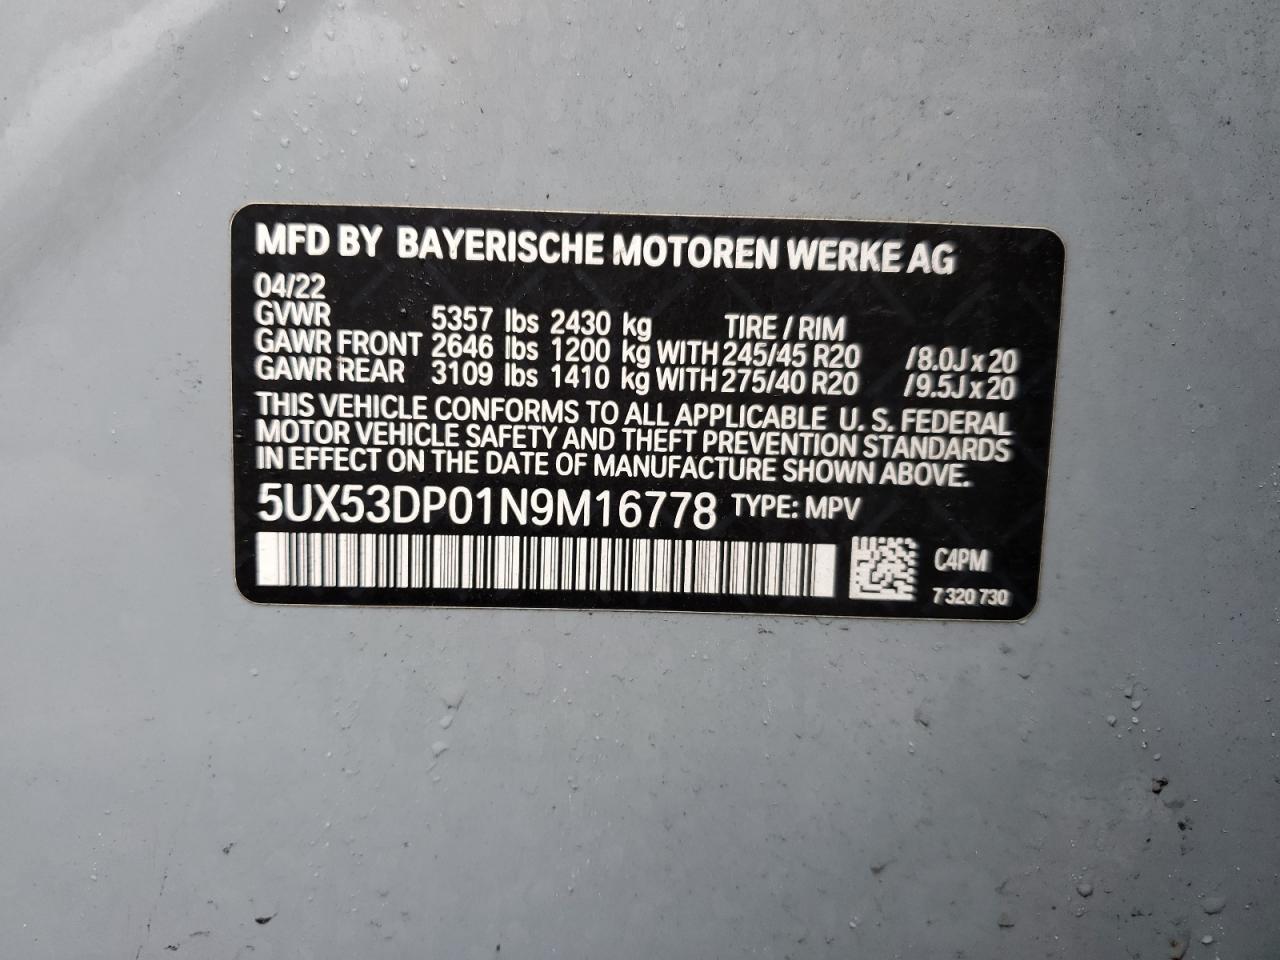 MFD BY BAYERISCHE MOTOREN WERKE AG
04/22
GVWR 5357 lbs 2430 kg TIRE / RIM
GAWR FRONT 2646 lbs 1200 kg WITH 245/45 R20 /8.0J x 20
GAWR REAR 3109 lbs 1410 kg WITH 275/40 R20 /9.5J x 20
THIS VEHICLE CONFORMS TO ALL APPLICABLE U. S. FEDERAL
MOTOR VEHICLE SAFETY AND THEFT PREVENTION STANDARDS
IN EFFECT ON THE DATE OF MANUFACTURE SHOWN ABOVE.
5UX53DP01N9M16778 TYPE: MPV
C4PM
7 320 730